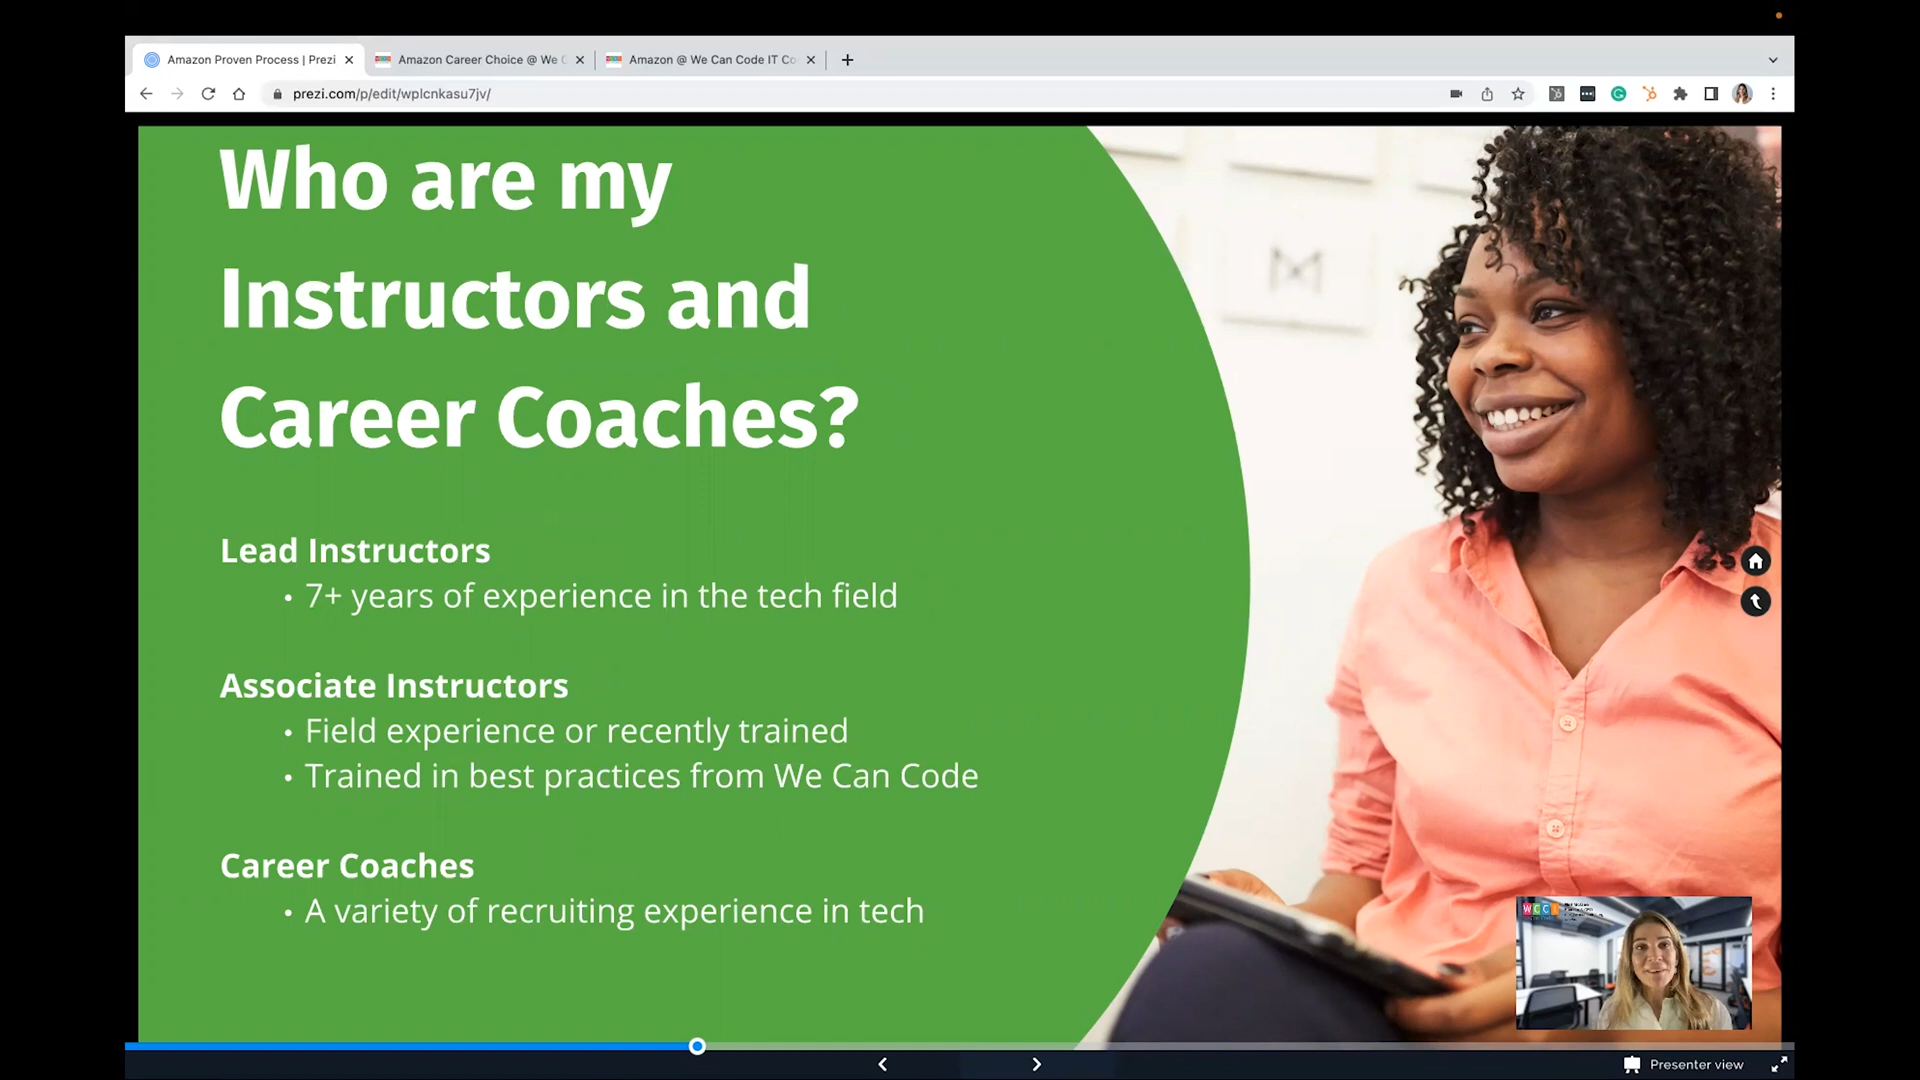 Amazon Proven Process | Prezi
Amazon Career Choice @ We C
Amazon @ We Can Code IT Co
prezi.com/p/edit/wplcnkasu7jv/
Who are my
Instructors and
Career Coaches?
Lead Instructors
• 7+ years of experience in the tech field
Associate Instructors
• Field experience or recently trained
• Trained in best practices from We Can Code
Career Coaches
• A variety of recruiting experience in tech
Presenter view